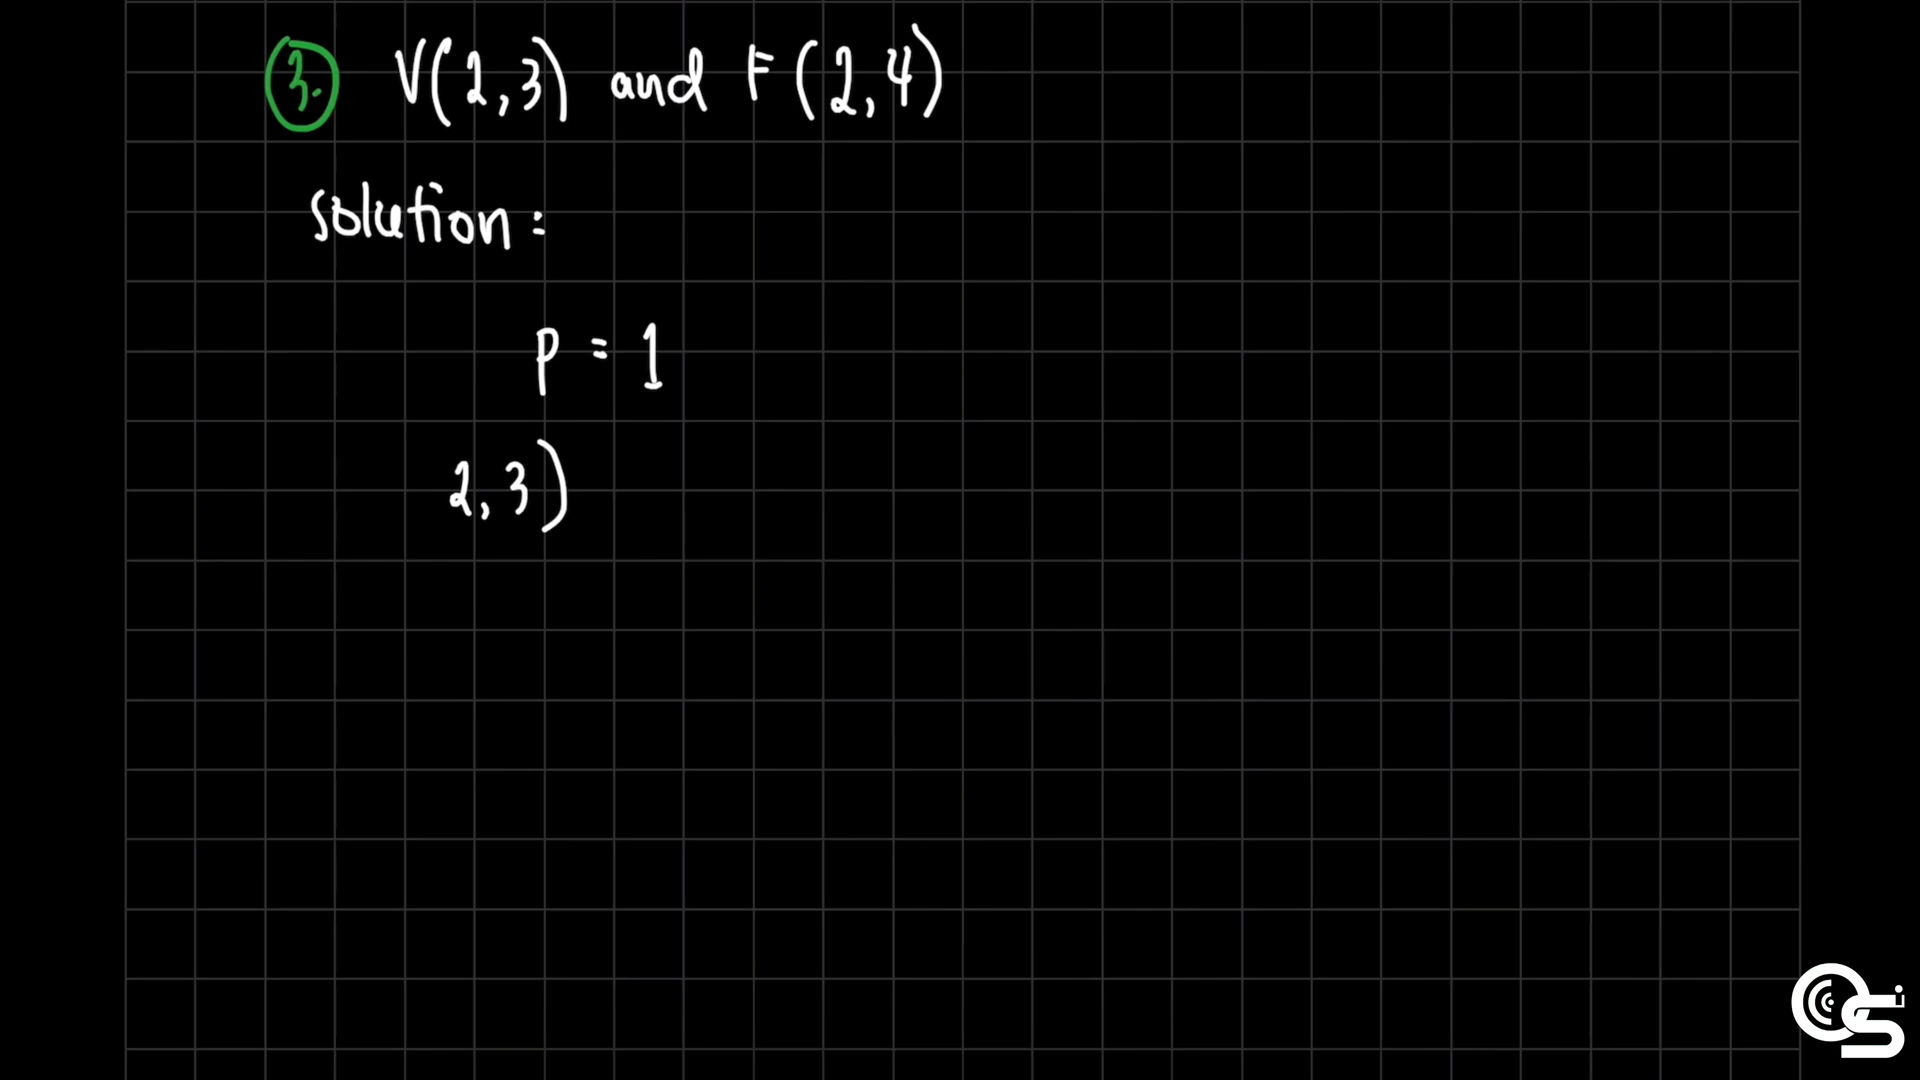 3. V(2,3) and F(2,4)
solution:
p = 1
2,3)